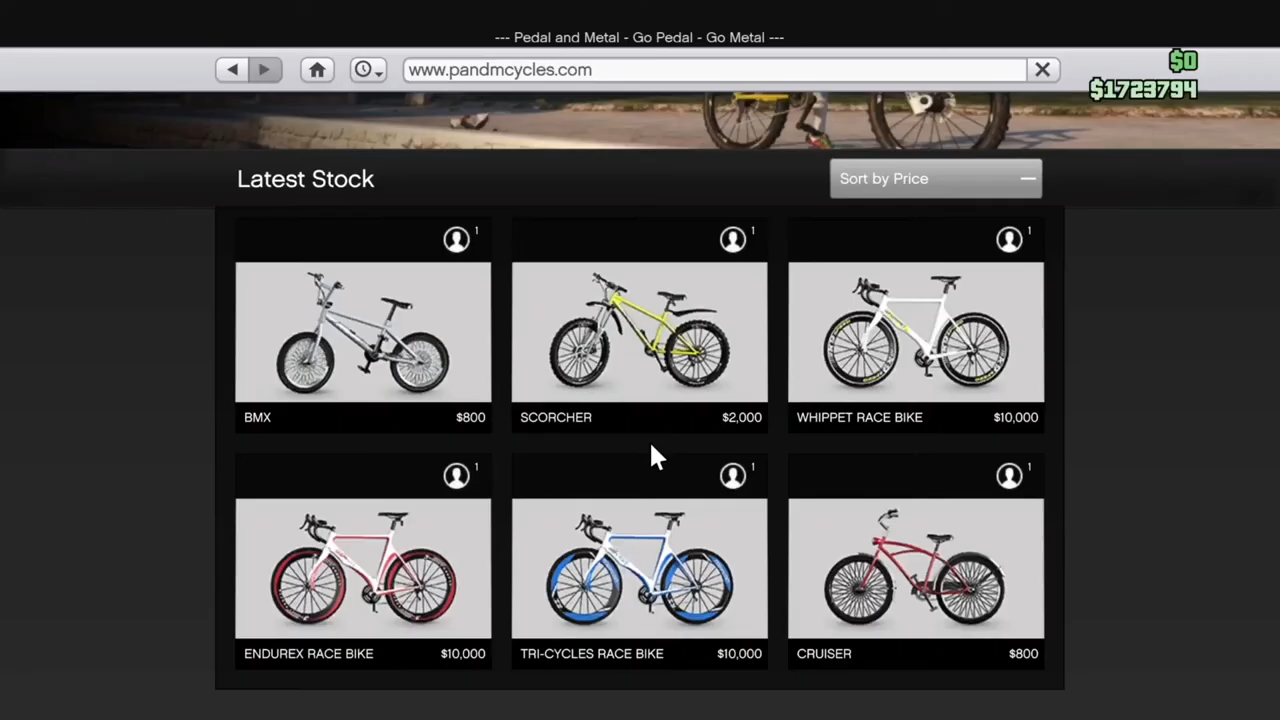 --- Pedal and Metal - Go Pedal - Go Metal ---
www.pandmcycles.com
$0
$1723794
Latest Stock
Sort by Price
1
1
1
BMX $800
SCORCHER $2,000
WHIPPET RACE BIKE $10,000
1
1
1
ENDUREX RACE BIKE $10,000
TRI-CYCLES RACE BIKE $10,000
CRUISER $800